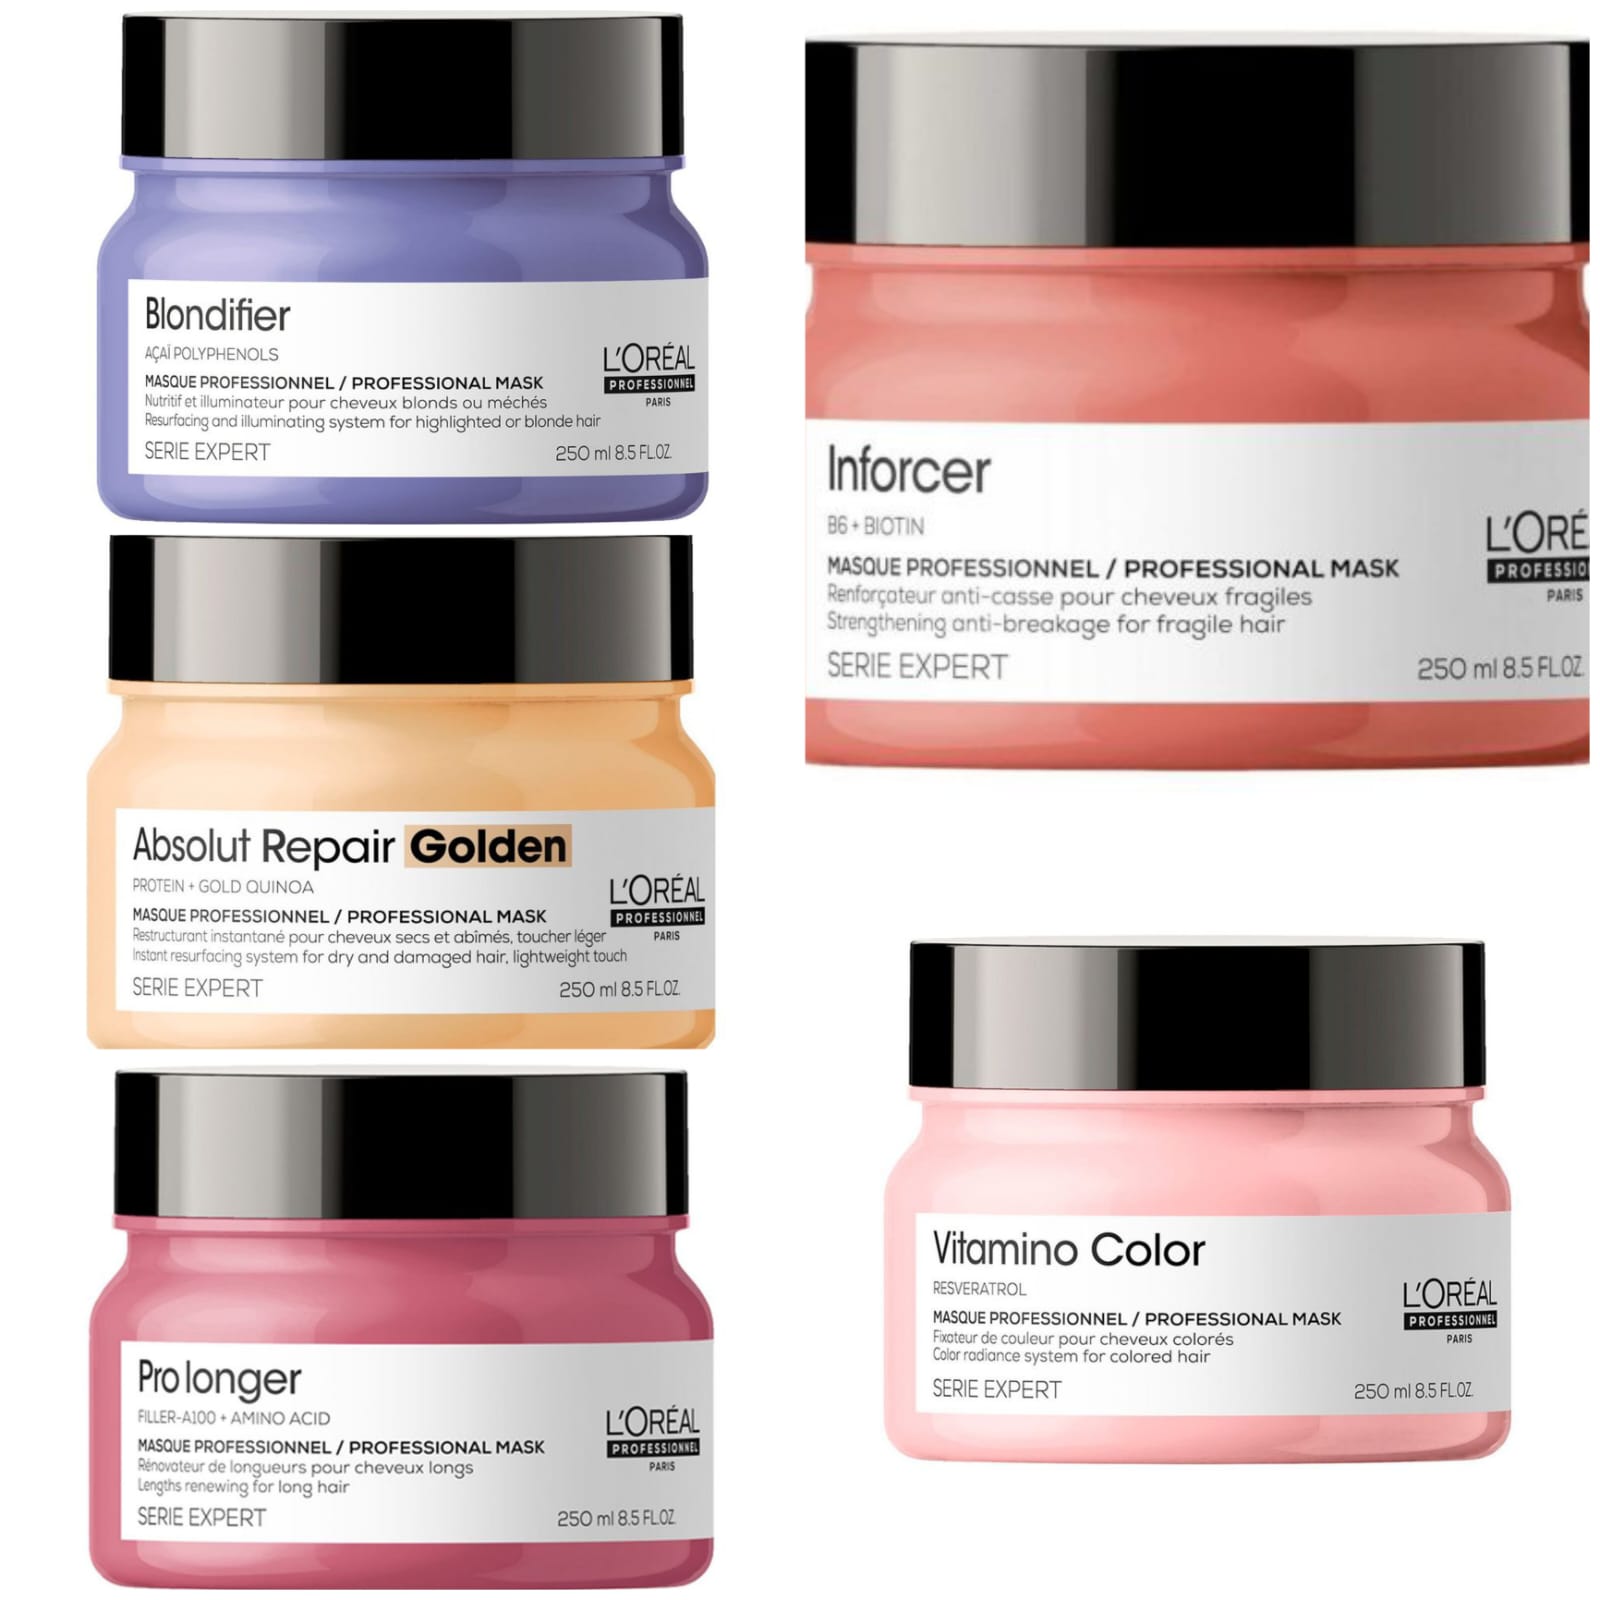 Blondifier
AÇAÏ POLYPHENOLS
MASQUE PROFESSIONNEL / PROFESSIONAL MASK
Nutritif et illuminateur pour cheveux blonds ou méchés
Resurfacing and illuminating system for highlighted or blonde hair
SERIE EXPERT
250 ml 8.5 FL.OZ.
L'ORÉAL
PROFESSIONNEL
PARIS
Absolut Repair Golden
PROTEIN + GOLD QUINOA
MASQUE PROFESSIONNEL / PROFESSIONAL MASK
Restructurant instantané pour cheveux secs et abîmés, toucher léger
Instant resurfacing system for dry and damaged hair, lightweight touch
SERIE EXPERT
250 ml 8.5 FL.OZ.
L'ORÉAL
PROFESSIONNEL
PARIS
Pro longer
FILLER-A100 + AMINO ACID
MASQUE PROFESSIONNEL / PROFESSIONAL MASK
Rénovateur de longueurs pour cheveux longs
Lengths renewing for long hair
SERIE EXPERT
250 ml 8.5 FL.OZ.
L'ORÉAL
PROFESSIONNEL
PARIS
Inforcer
B6 + BIOTIN
MASQUE PROFESSIONNEL / PROFESSIONAL MASK
Renforçateur anti-casse pour cheveux fragiles
Strengthening anti-breakage for fragile hair
SERIE EXPERT
250 ml 8.5 FL.OZ.
L'ORÉ
PROFESSIO
PARIS
Vitamino Color
RESVERATROL
MASQUE PROFESSIONNEL / PROFESSIONAL MASK
Fixateur de couleur pour cheveux colorés
Color radiance system for colored hair
SERIE EXPERT
250 ml 8.5 FL.OZ.
L'ORÉAL
PROFESSIONNEL
PARIS